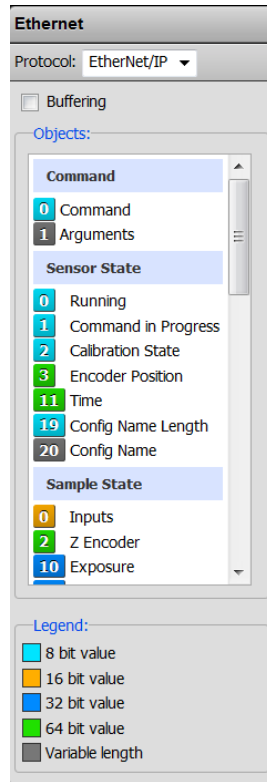 Ethernet
Protocol: EtherNet/IP
Buffering
Objects:
Command
0 Command
1 Arguments
Sensor State
0 Running
1 Command in Progress
2 Calibration State
3 Encoder Position
11 Time
19 Config Name Length
20 Config Name
Sample State
0 Inputs
2 Z Encoder
10 Exposure
Legend:
8 bit value
16 bit value
32 bit value
64 bit value
Variable length